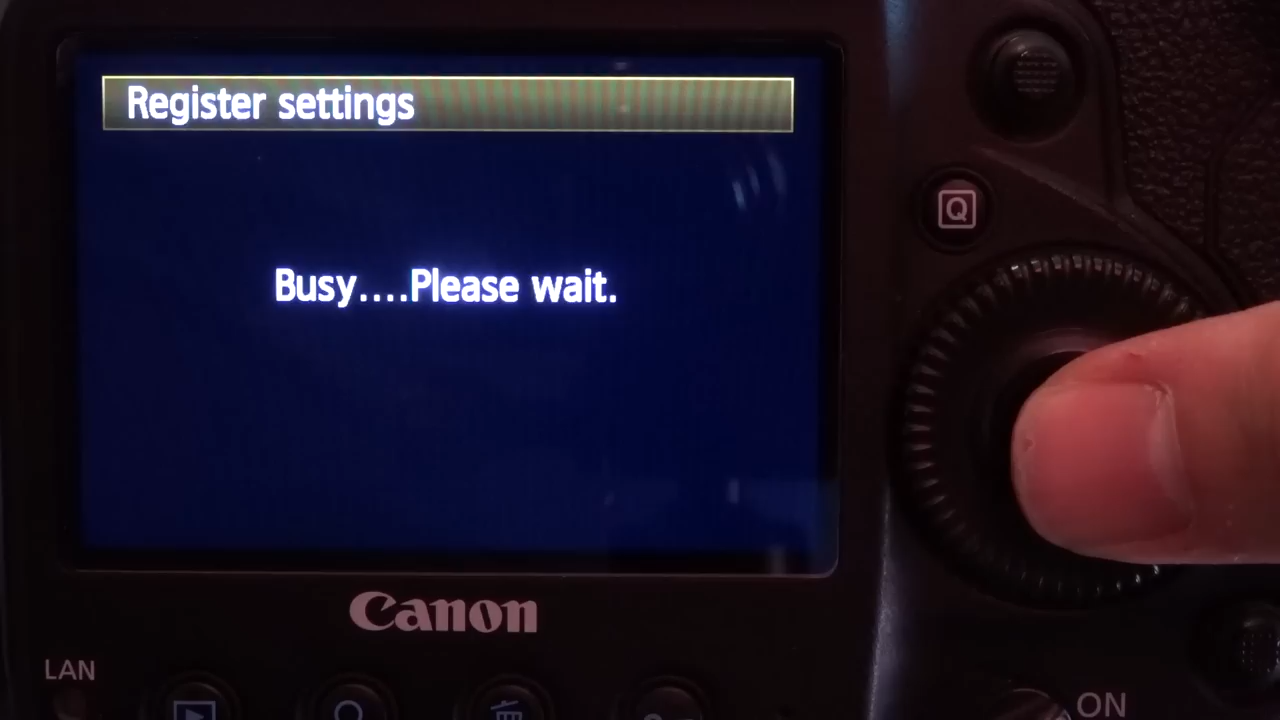 Register settings
Q
Busy....Please wait.
Canon
LAN
ON